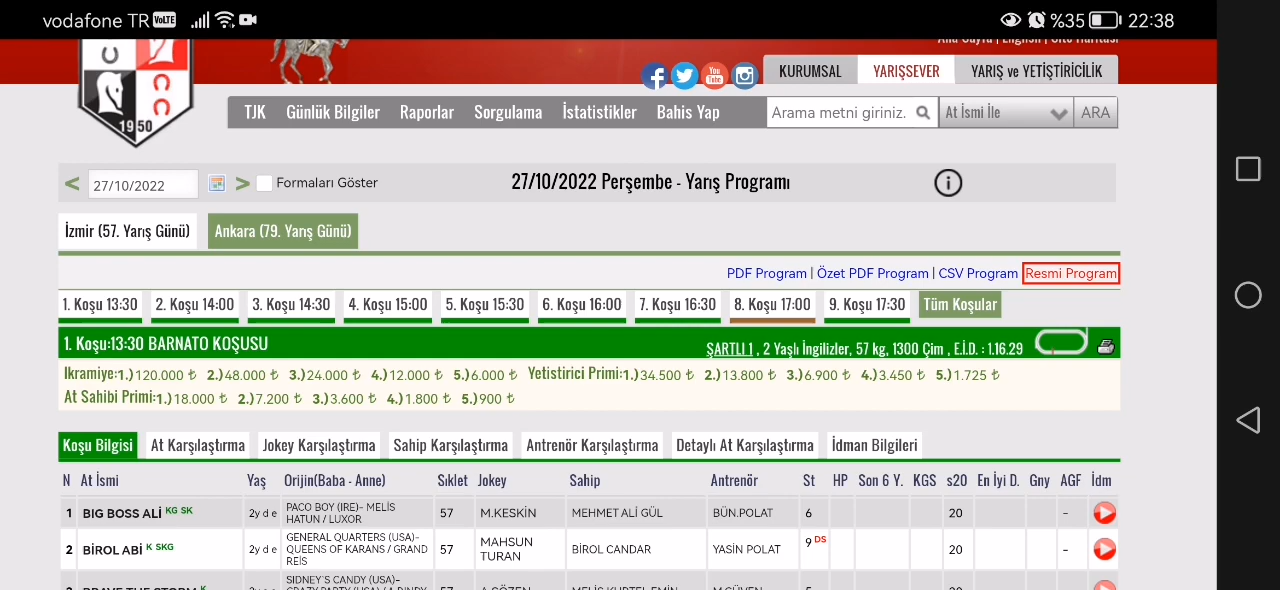 vodafone TR VoLTE %35 22:38
Ana Sayfa | English | Site Haritası
KURUMSAL YARIŞSEVER YARIŞ ve YETİŞTİRİCİLİK
1950
TJK Günlük Bilgiler Raporlar Sorgulama İstatistikler Bahis Yap Arama metni giriniz. At İsmi İle ARA
< 27/10/2022 > Formaları Göster 27/10/2022 Perşembe - Yarış Programı
İzmir (57. Yarış Günü) Ankara (79. Yarış Günü)
PDF Program | Özet PDF Program | CSV Program Resmi Program
1. Koşu 13:30 2. Koşu 14:00 3. Koşu 14:30 4. Koşu 15:00 5. Koşu 15:30 6. Koşu 16:00 7. Koşu 16:30 8. Koşu 17:00 9. Koşu 17:30 Tüm Koşular
1. Koşu:13:30 BARNATO KOŞUSU ŞARTLI 1 , 2 Yaşlı İngilizler, 57 kg, 1300 Çim , E.İ.D. : 1.16.29
Ikramiye:1.)120.000 ₺ 2.)48.000 ₺ 3.)24.000 ₺ 4.)12.000 ₺ 5.)6.000 ₺ Yetistirici Primi:1.)34.500 ₺ 2.)13.800 ₺ 3.)6.900 ₺ 4.)3.450 ₺ 5.)1.725 ₺
At Sahibi Primi:1.)18.000 ₺ 2.)7.200 ₺ 3.)3.600 ₺ 4.)1.800 ₺ 5.)900 ₺
Koşu Bilgisi At Karşılaştırma Jokey Karşılaştırma Sahip Karşılaştırma Antrenör Karşılaştırma Detaylı At Karşılaştırma İdman Bilgileri
N At İsmi Yaş Orijin(Baba - Anne) Sıklet Jokey Sahip Antrenör St HP Son 6 Y. KGS s20 En İyi D. Gny AGF İdm
1 BIG BOSS ALİ KG SK 2y d e PACO BOY (IRE)- MELİS HATUN / LUXOR 57 M.KESKİN MEHMET ALİ GÜL BÜN.POLAT 6 20 -
2 BİROL ABİ K SKG 2y d e GENERAL QUARTERS (USA)- QUEENS OF KARANS / GRAND REİS 57 MAHSUN TURAN BİROL CANDAR YASİN POLAT 9 DS 20 -
SIDNEY'S CANDY (USA)-